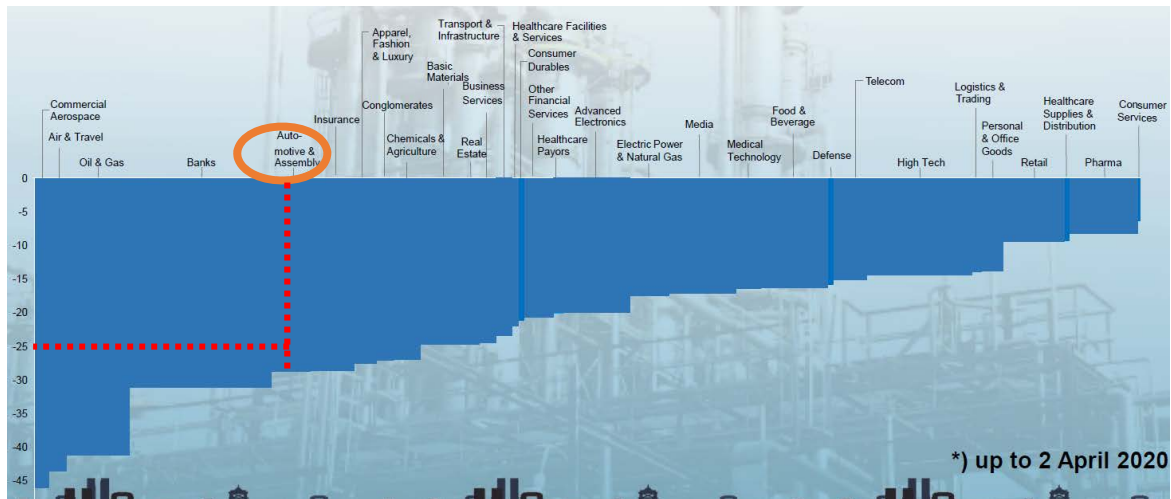 Commercial
Aerospace
Air & Travel
Oil & Gas
Banks
Auto-
motive &
Assembly
Insurance
Apparel,
Fashion
& Luxury
Conglomerates
Chemicals &
Agriculture
Basic
Materials
Transport &
Infrastructure
Real
Estate
Business
Services
Healthcare Facilities
& Services
Consumer
Durables
Other
Financial
Services
Healthcare
Payors
Advanced
Electronics
Electric Power
& Natural Gas
Media
Medical
Technology
Food &
Beverage
Defense
Telecom
High Tech
Logistics &
Trading
Personal
& Office
Goods
Retail
Healthcare
Supplies &
Distribution
Pharma
Consumer
Services
0
-5
-10
-15
-20
-25
-30
-35
-40
-45
*) up to 2 April 2020